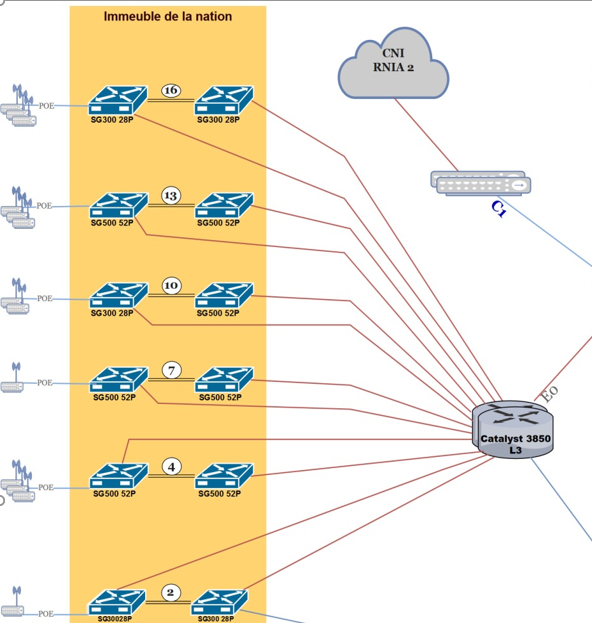 Immeuble de la nation
CNI
RNIA 2
POE
16
SG300 28P
SG300 28P
C1
POE
13
SG500 52P
SG500 52P
POE
10
SG300 28P
SG500 52P
POE
7
SG500 52P
SG500 52P
E0
Catalyst 3850
L3
POE
4
SG500 52P
SG500 52P
POE
2
SG30028P
SG300 28P